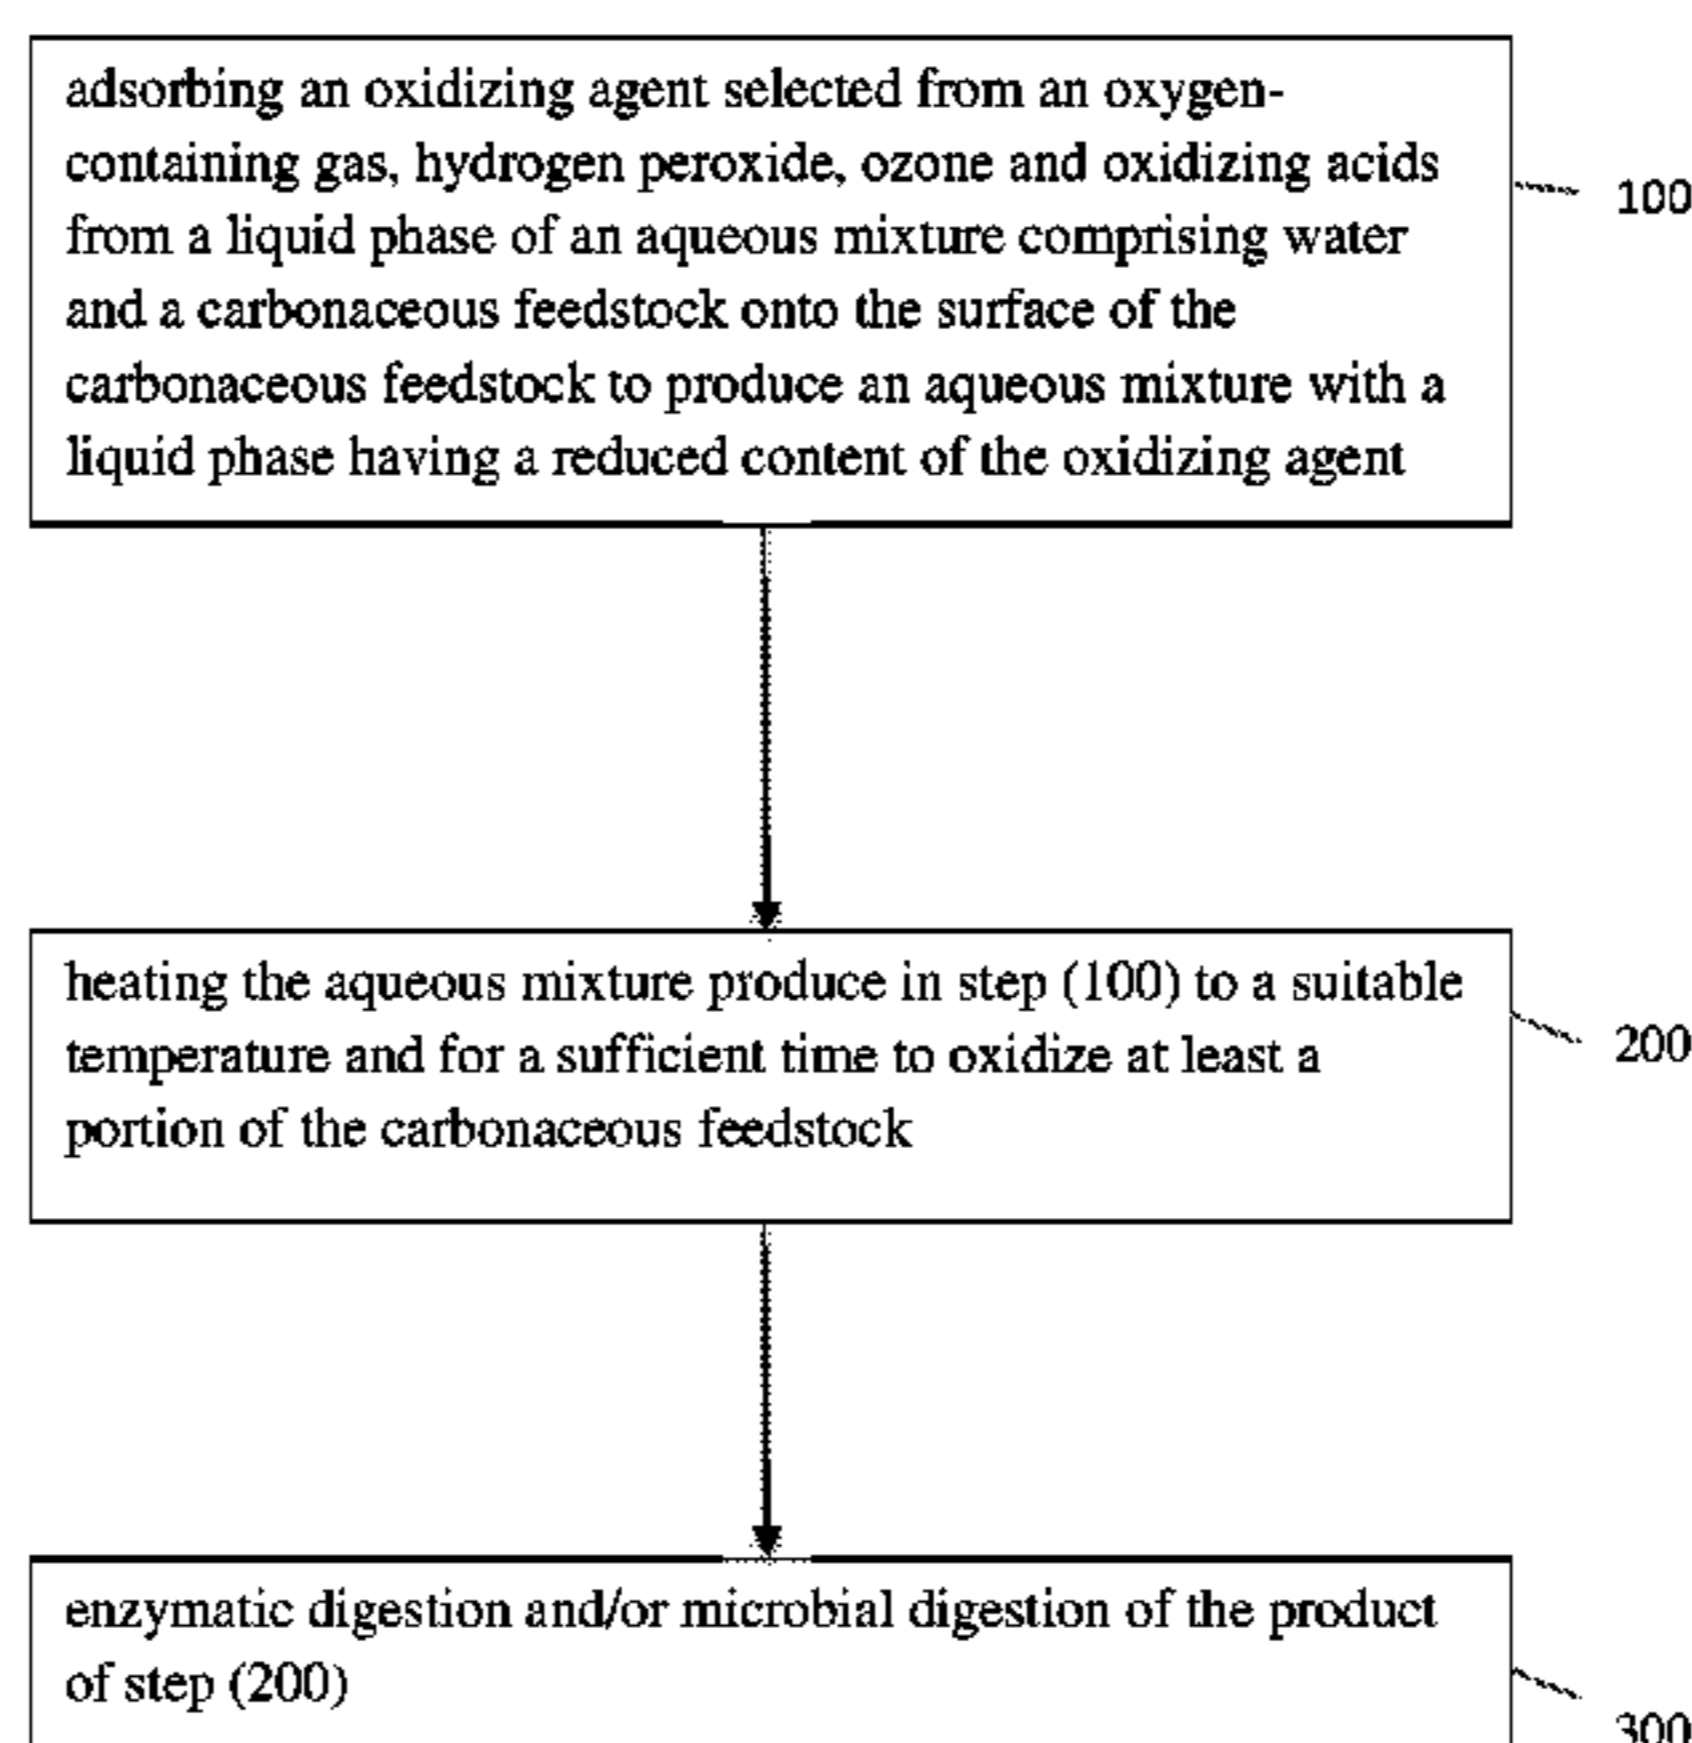 adsorbing an oxidizing agent selected from an oxygen-
containing gas, hydrogen peroxide, ozone and oxidizing acids
from a liquid phase of an aqueous mixture comprising water
and a carbonaceous feedstock onto the surface of the
carbonaceous feedstock to produce an aqueous mixture with a
liquid phase having a reduced content of the oxidizing agent
100
heating the aqueous mixture produce in step (100) to a suitable
temperature and for a sufficient time to oxidize at least a
portion of the carbonaceous feedstock
200
enzymatic digestion and/or microbial digestion of the product
of step (200)
300